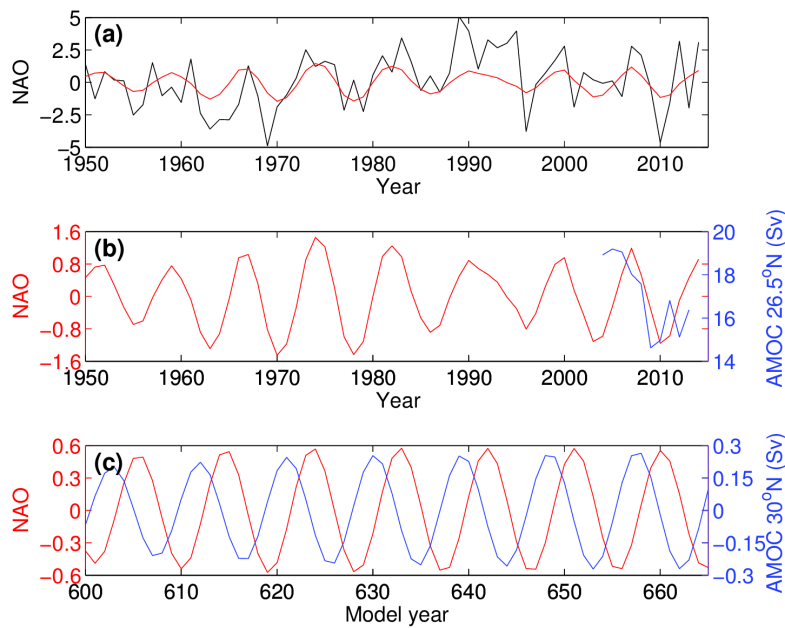 (a)
NAO
5
2.5
0
−2.5
−5
1950 1960 1970 1980 1990 2000 2010
Year
(b)
NAO
1.6
0.8
0
−0.8
−1.6
20
18
16
14
AMOC 26.5°N (Sv)
1950 1960 1970 1980 1990 2000 2010
Year
(c)
NAO
0.6
0.3
0
−0.3
−0.6
0.3
0.15
0
−0.15
−0.3
AMOC 30°N (Sv)
600 610 620 630 640 650 660
Model year